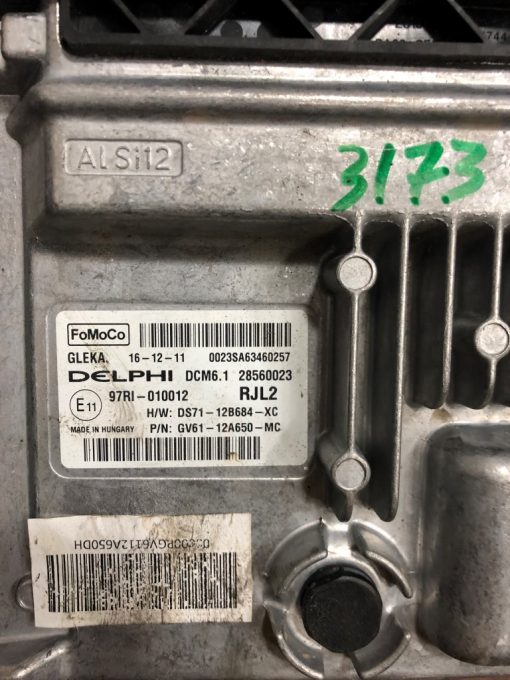 AlSi12
3173
FoMoCo
GLEKA. 16-12-11 0023SA63460257
DELPHI DCM6.1 28560023
E11 97RI-010012 RJL2
H/W: DS71-12B684-XC
MADE IN HUNGARY P/N: GV61-12A650-MC